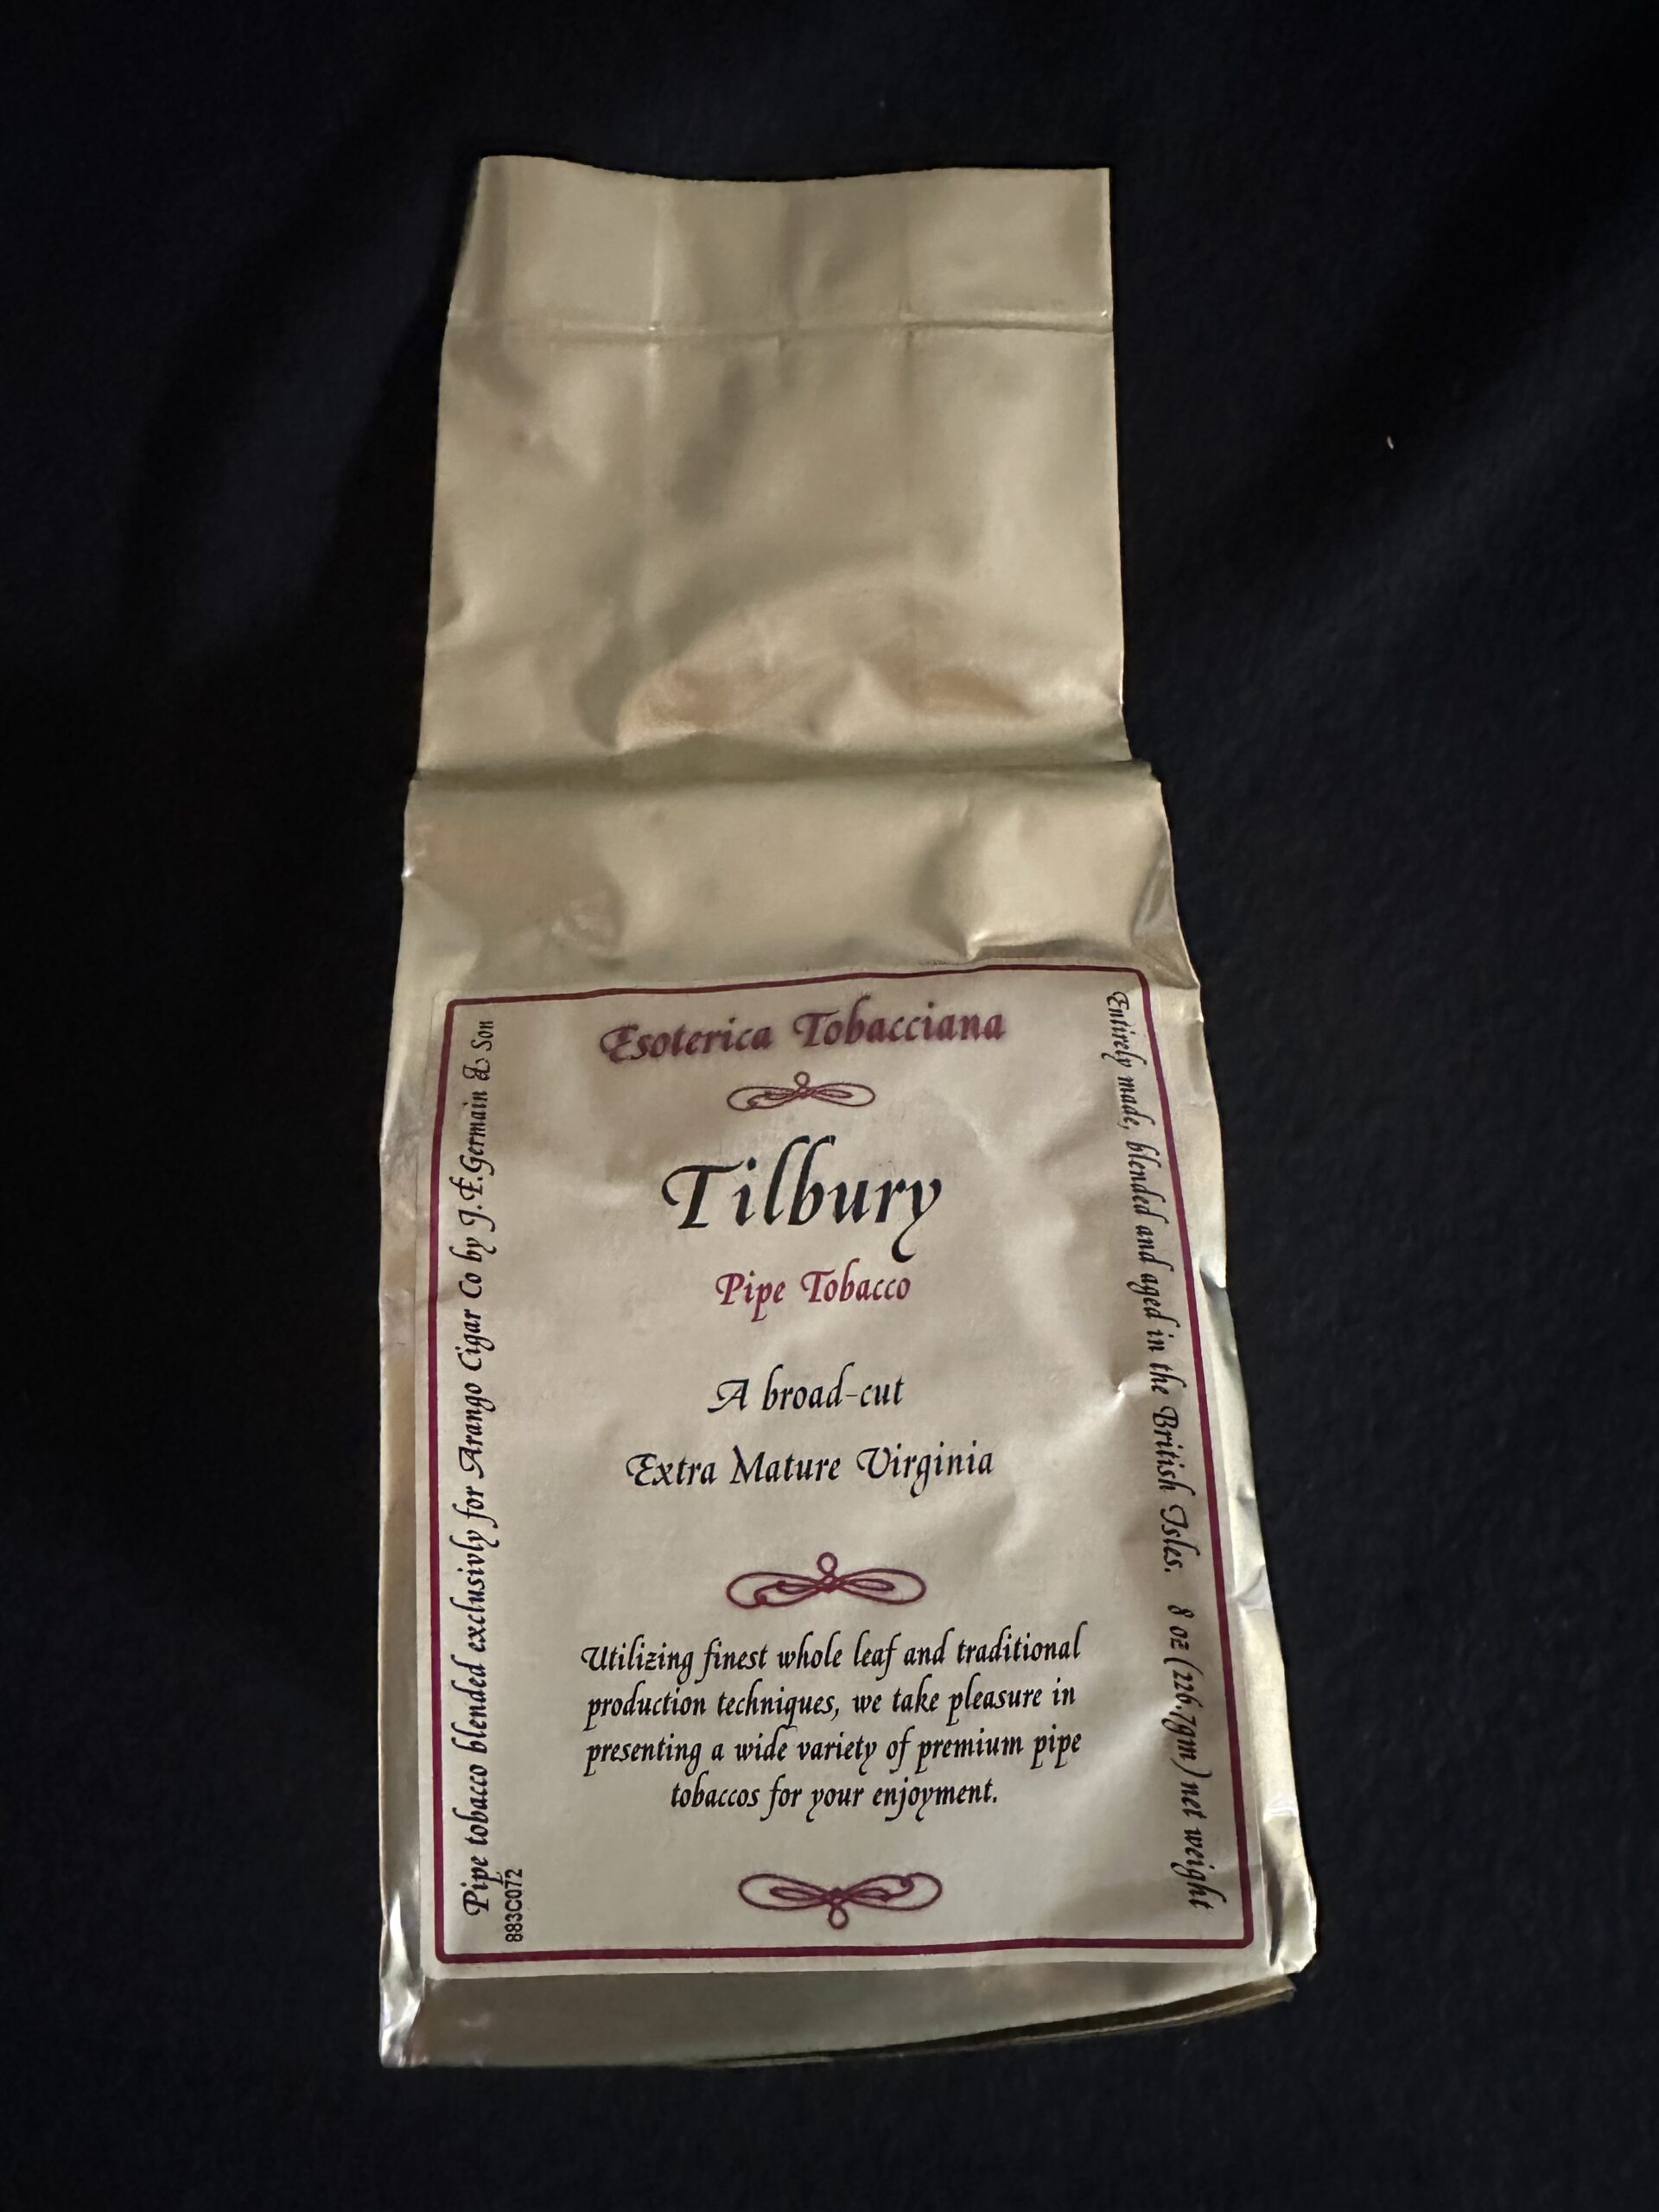 Esoterica Tobacciana
Tilbury
Pipe Tobacco
A broad-cut
Extra Mature Virginia
Utilizing finest whole leaf and traditional
production techniques, we take pleasure in
presenting a wide variety of premium pipe
tobaccos for your enjoyment.
Pipe tobacco blended exclusivly for Arango Cigar Co by J.F.Germain & Son
883C072
Entirely made, blended and aged in the British Isles. 8 oz (226.7gm) net weight